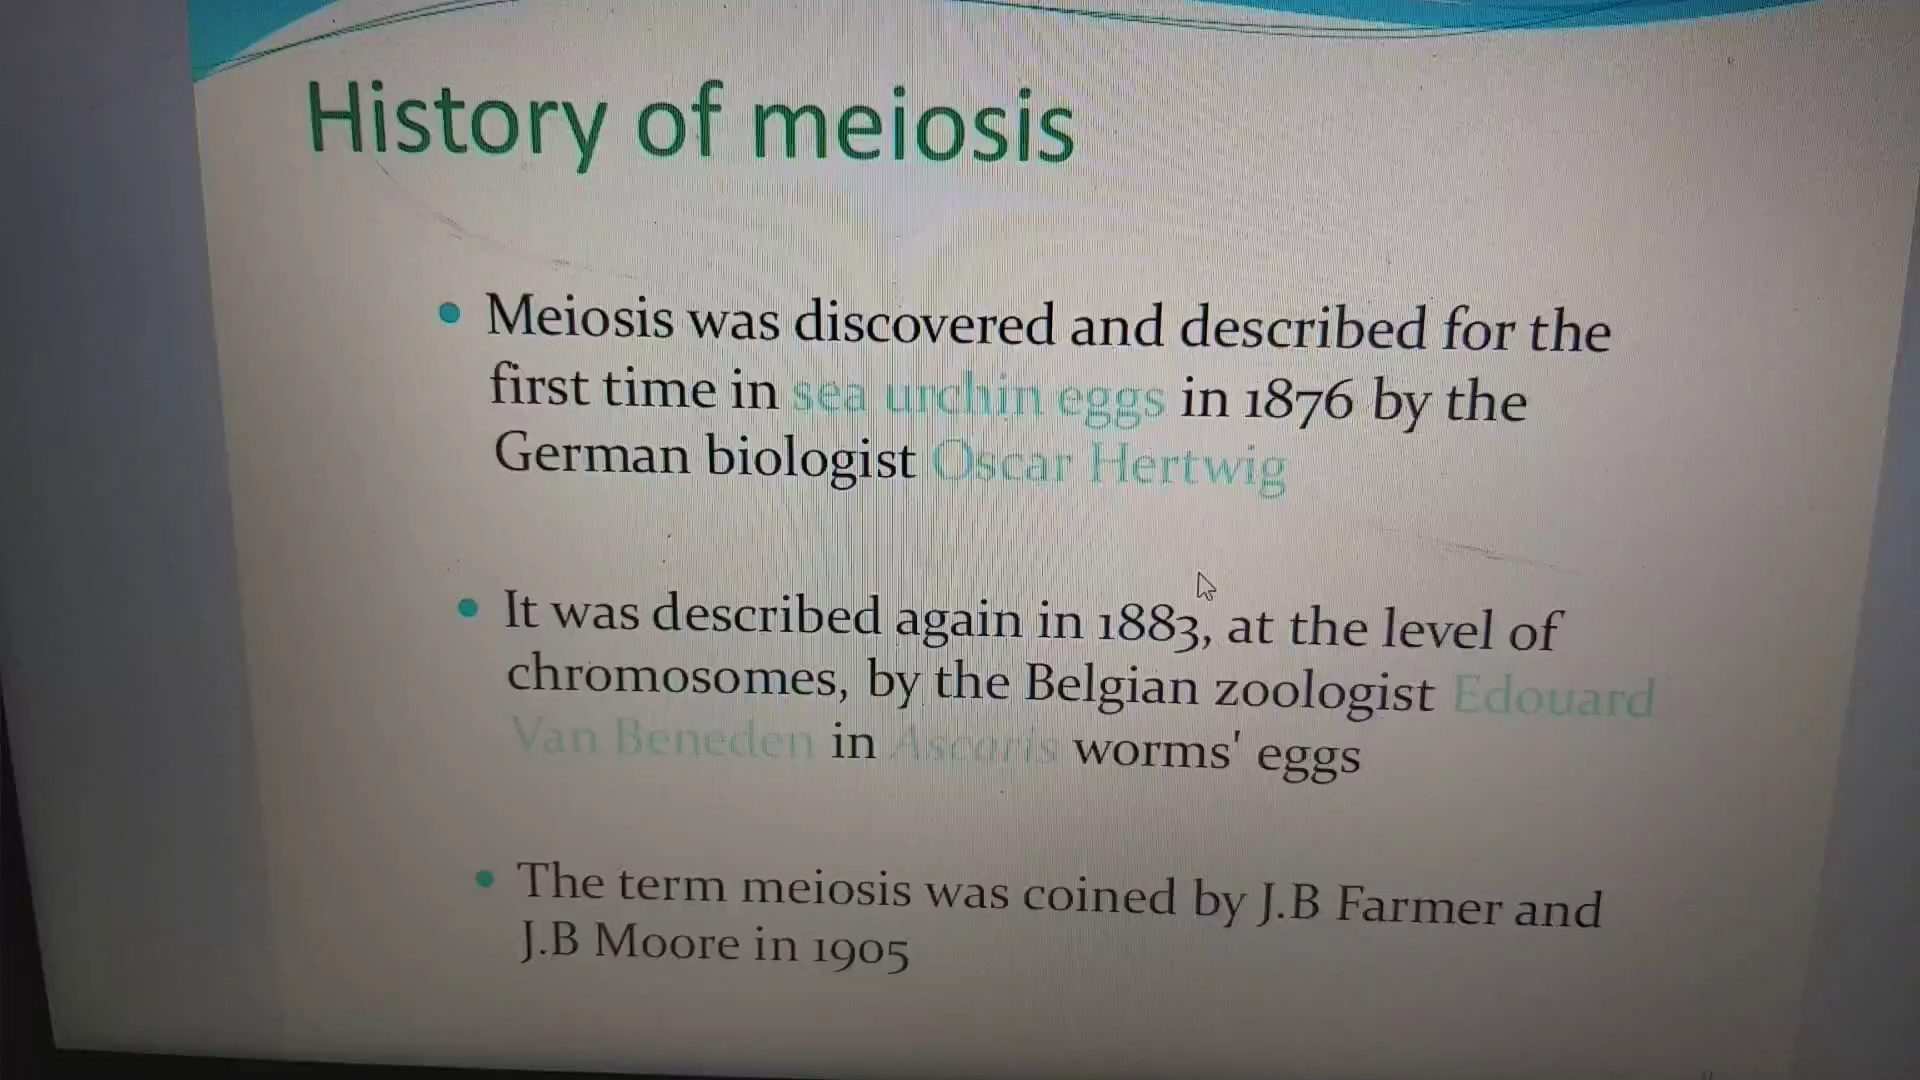 History of meiosis
• Meiosis was discovered and described for the
first time in sea urchin eggs in 1876 by the
German biologist Oscar Hertwig
• It was described again in 1883, at the level of
chromosomes, by the Belgian zoologist Edouard
Van Beneden in Ascaris worms' eggs
• The term meiosis was coined by J.B Farmer and
J.B Moore in 1905